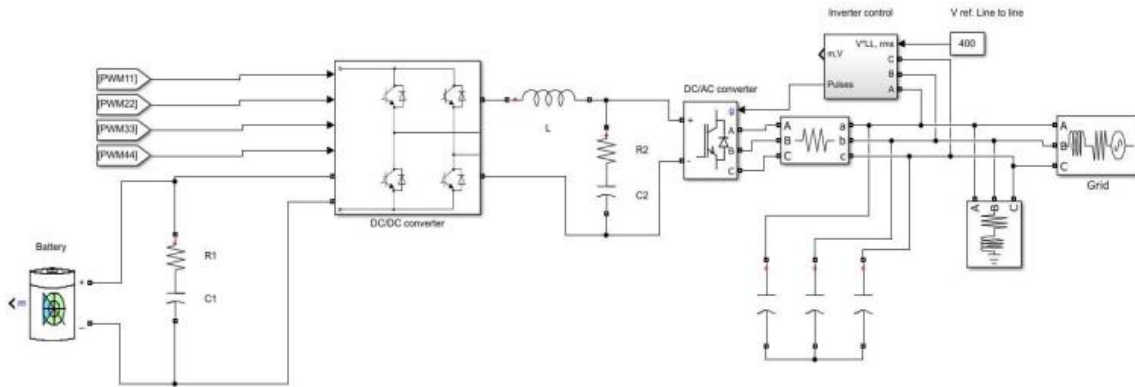 Inverter control
V ref. Line to line
V*LL, rms
m,V
C
B
Pulses
A
400
[PWM11]
[PWM22]
[PWM33]
[PWM44]
DC/DC converter
L
R2
C2
DC/AC converter
+
-
g
A
B
C
A
B
C
a
b
c
A
B
C
Grid
A
B
C
Battery
m
+
–
R1
C1
+
+
+